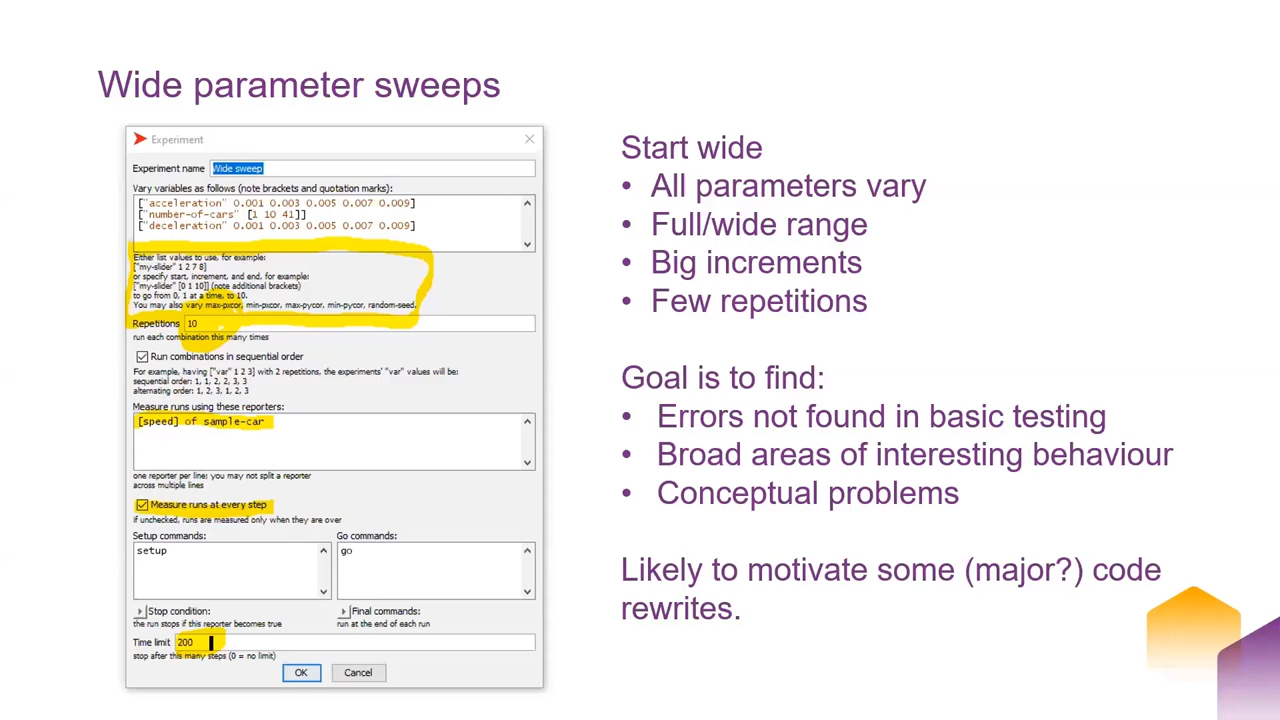 Wide parameter sweeps
Experiment
Experiment name Wide sweep
Vary variables as follows (note brackets and quotation marks):
["acceleration" 0.001 0.003 0.005 0.007 0.009]
["number-of-cars" [1 10 41]]
["deceleration" 0.001 0.003 0.005 0.007 0.009]
Either list values to use, for example:
["my-slider" 1 2 7 8]
or specify start, increment, and end, for example:
["my-slider" [0 1 10]] (note additional brackets)
to go from 0, 1 at a time, to 10.
You may also vary max-pxcor, min-pxcor, max-pycor, min-pycor, random-seed.
Repetitions 10
run each combination this many times
Run combinations in sequential order
For example, having ["var" 1 2 3] with 2 repetitions, the experiments' "var" values will be:
sequential order: 1, 1, 2, 2, 3, 3
alternating order: 1, 2, 3, 1, 2, 3
Measure runs using these reporters:
[speed] of sample-car
one reporter per line; you may not split a reporter
across multiple lines
Measure runs at every step
if unchecked, runs are measured only when they are over
Setup commands: Go commands:
setup go
Stop condition: Final commands:
the run stops if this reporter becomes true run at the end of each run
Time limit 200
stop after this many steps (0 = no limit)
OK Cancel
Start wide
• All parameters vary
• Full/wide range
• Big increments
• Few repetitions
Goal is to find:
• Errors not found in basic testing
• Broad areas of interesting behaviour
• Conceptual problems
Likely to motivate some (major?) code
rewrites.